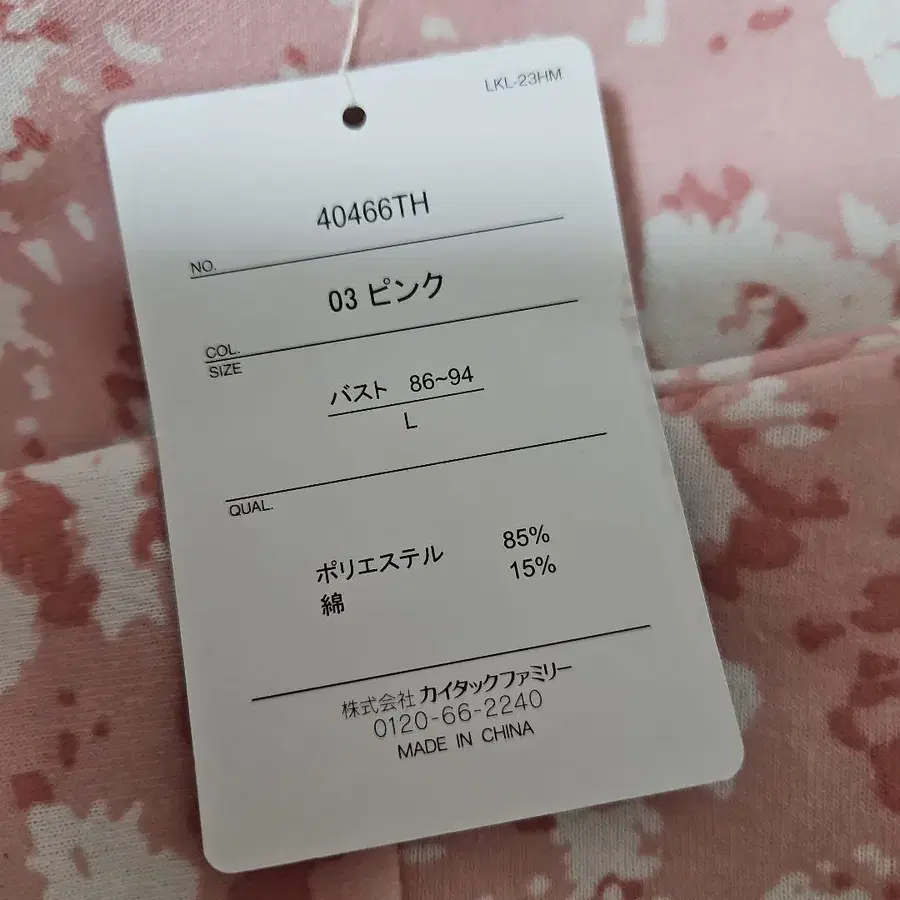 LKL-23HM
40466TH
NO.
03 ピンク
COL.
SIZE
バスト 86~94
L
QUAL.
ポリエステル 85%
綿 15%
株式会社 カイタックファミリー
0120-66-2240
MADE IN CHINA